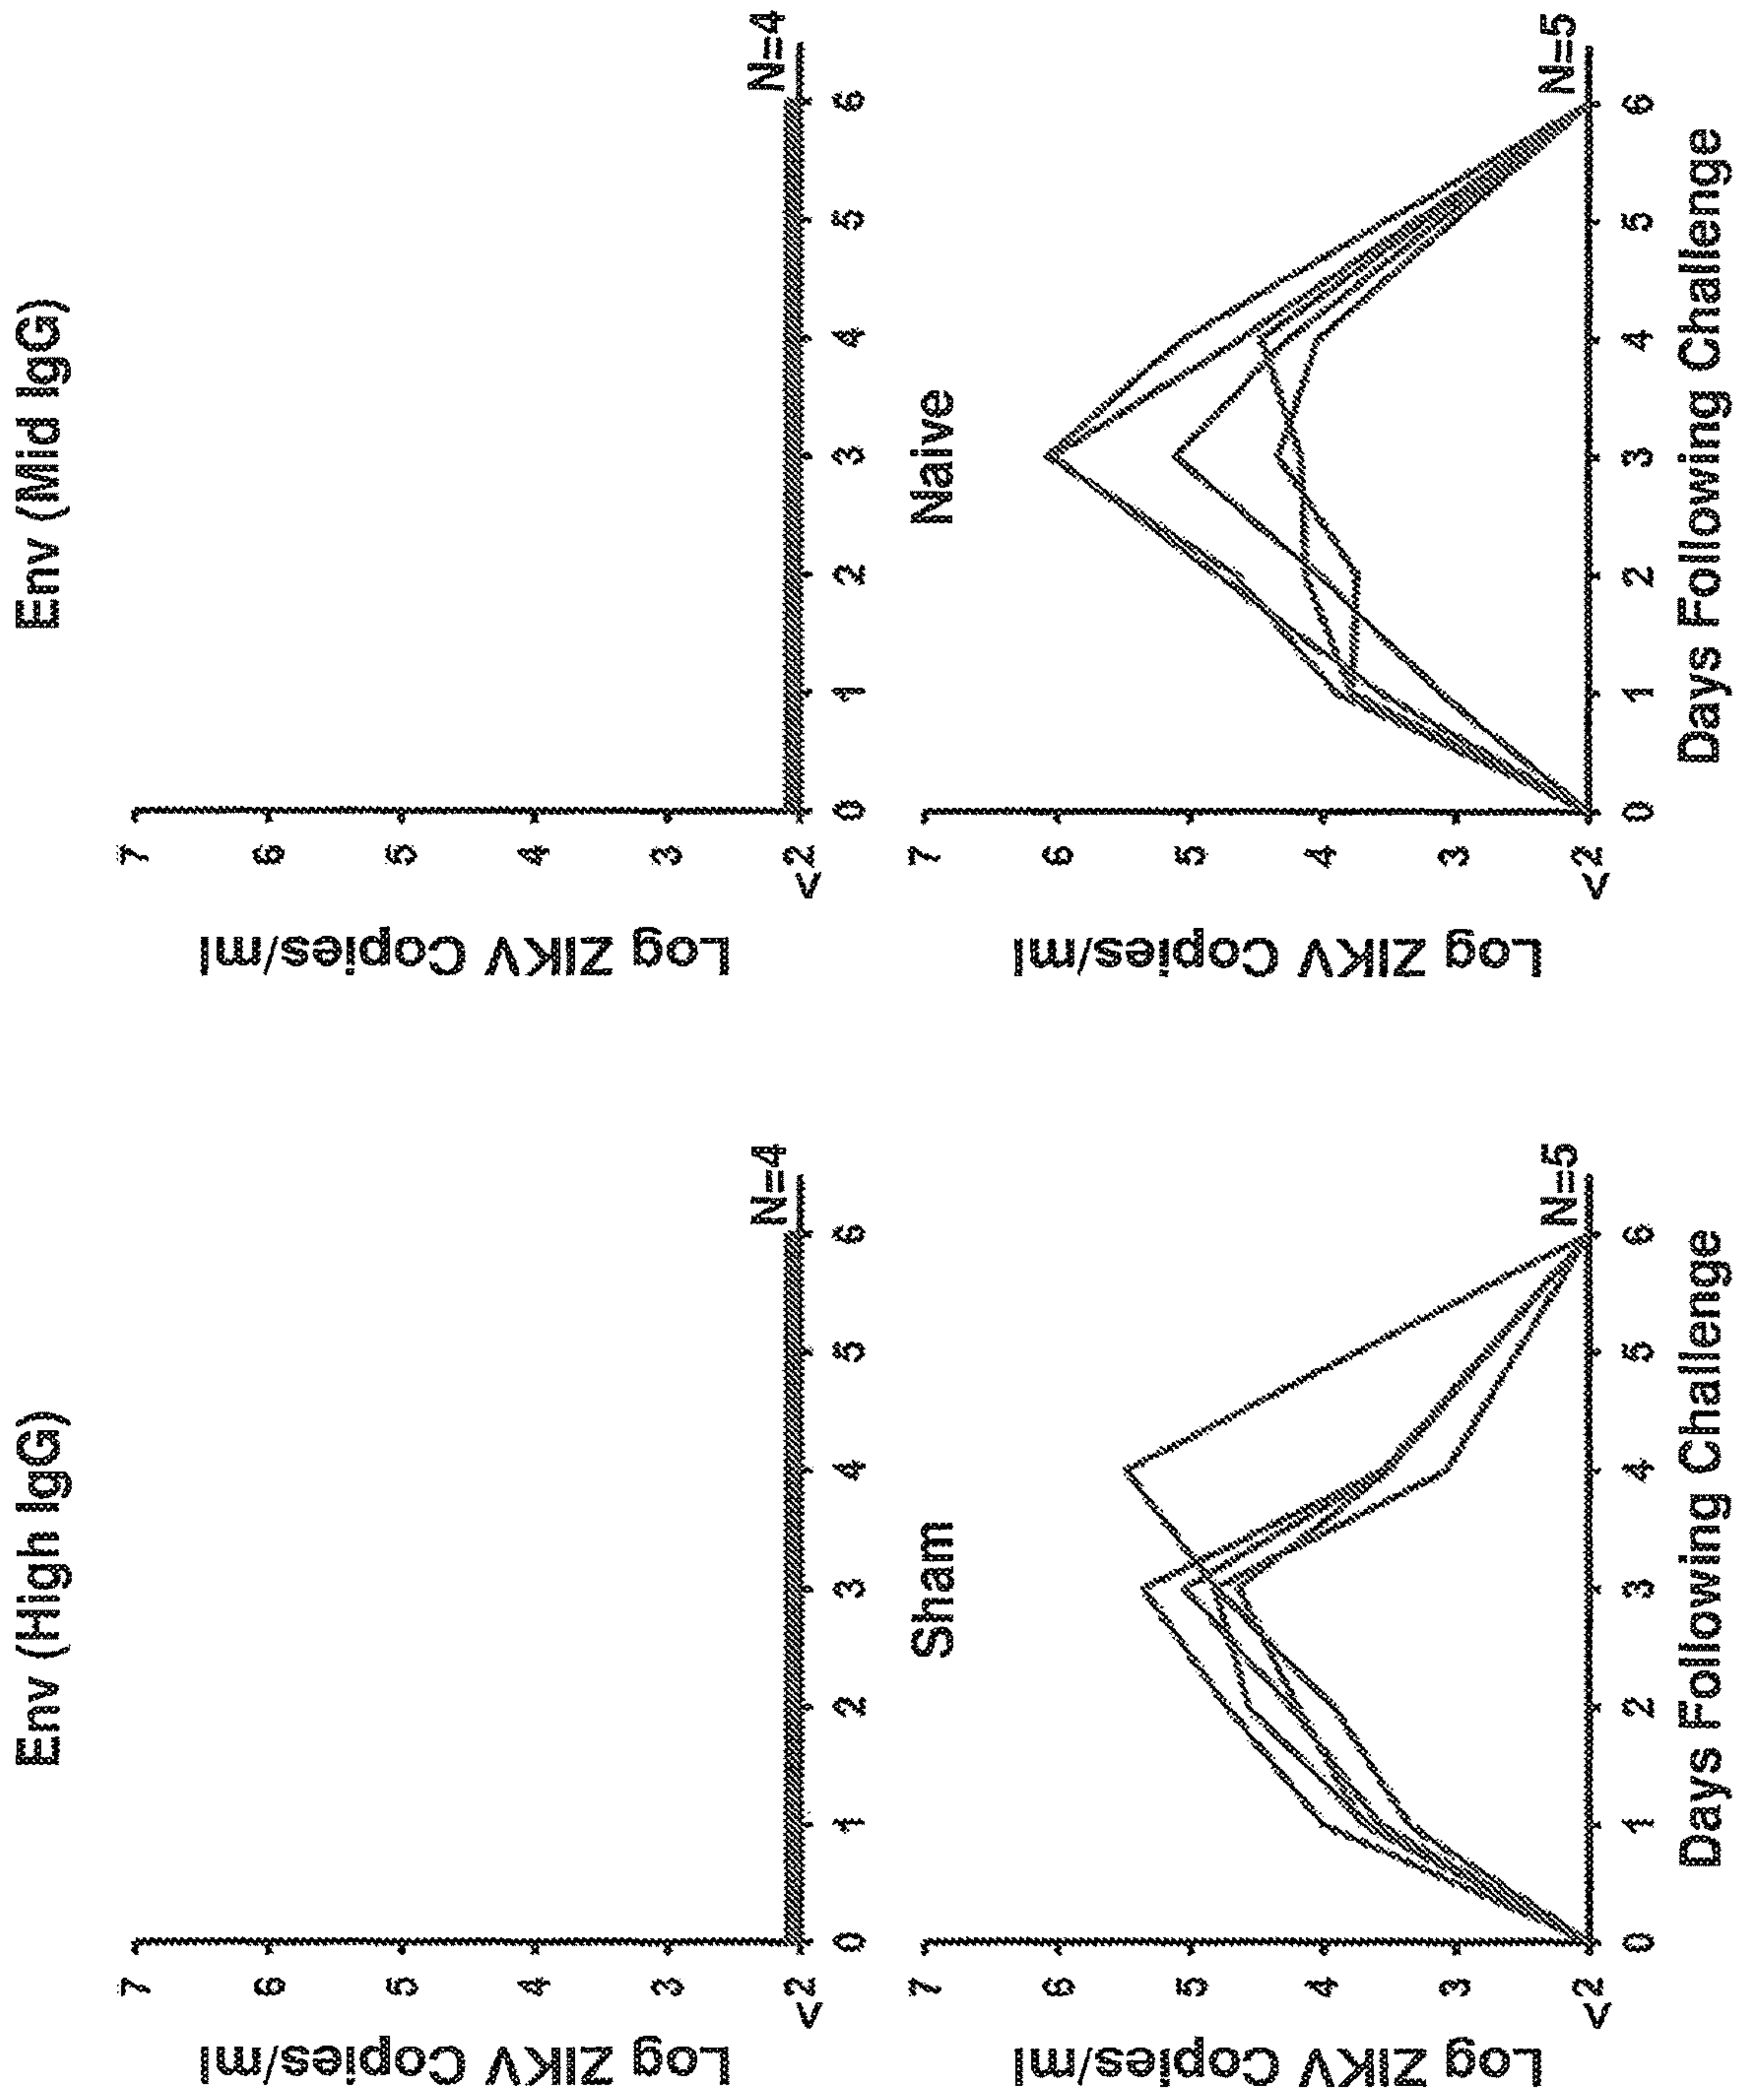 Env (High IgG)
Log ZIKV Copies/ml
7
6
5
4
3
<2
0 1 2 3 4 5 6
N=4
Env (Mid IgG)
Log ZIKV Copies/ml
7
6
5
4
3
<2
0 1 2 3 4 5 6
N=4
Sham
Log ZIKV Copies/ml
7
6
5
4
3
<2
0 1 2 3 4 5 6
N=5
Days Following Challenge
Naive
Log ZIKV Copies/ml
7
6
5
4
3
<2
0 1 2 3 4 5 6
N=5
Days Following Challenge